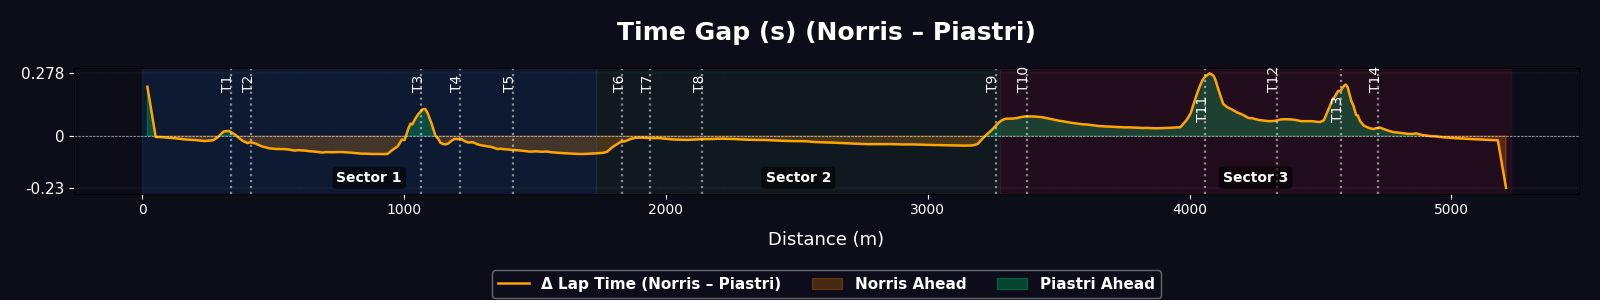 Time Gap (s) (Norris – Piastri)
0.278
0
-0.23
T1
T2
T3
T4
T5
T6
T7
T8
T9
T10
T11
T12
T13
T14
Sector 1
Sector 2
Sector 3
0
1000
2000
3000
4000
5000
Distance (m)
Δ Lap Time (Norris – Piastri)
Norris Ahead
Piastri Ahead